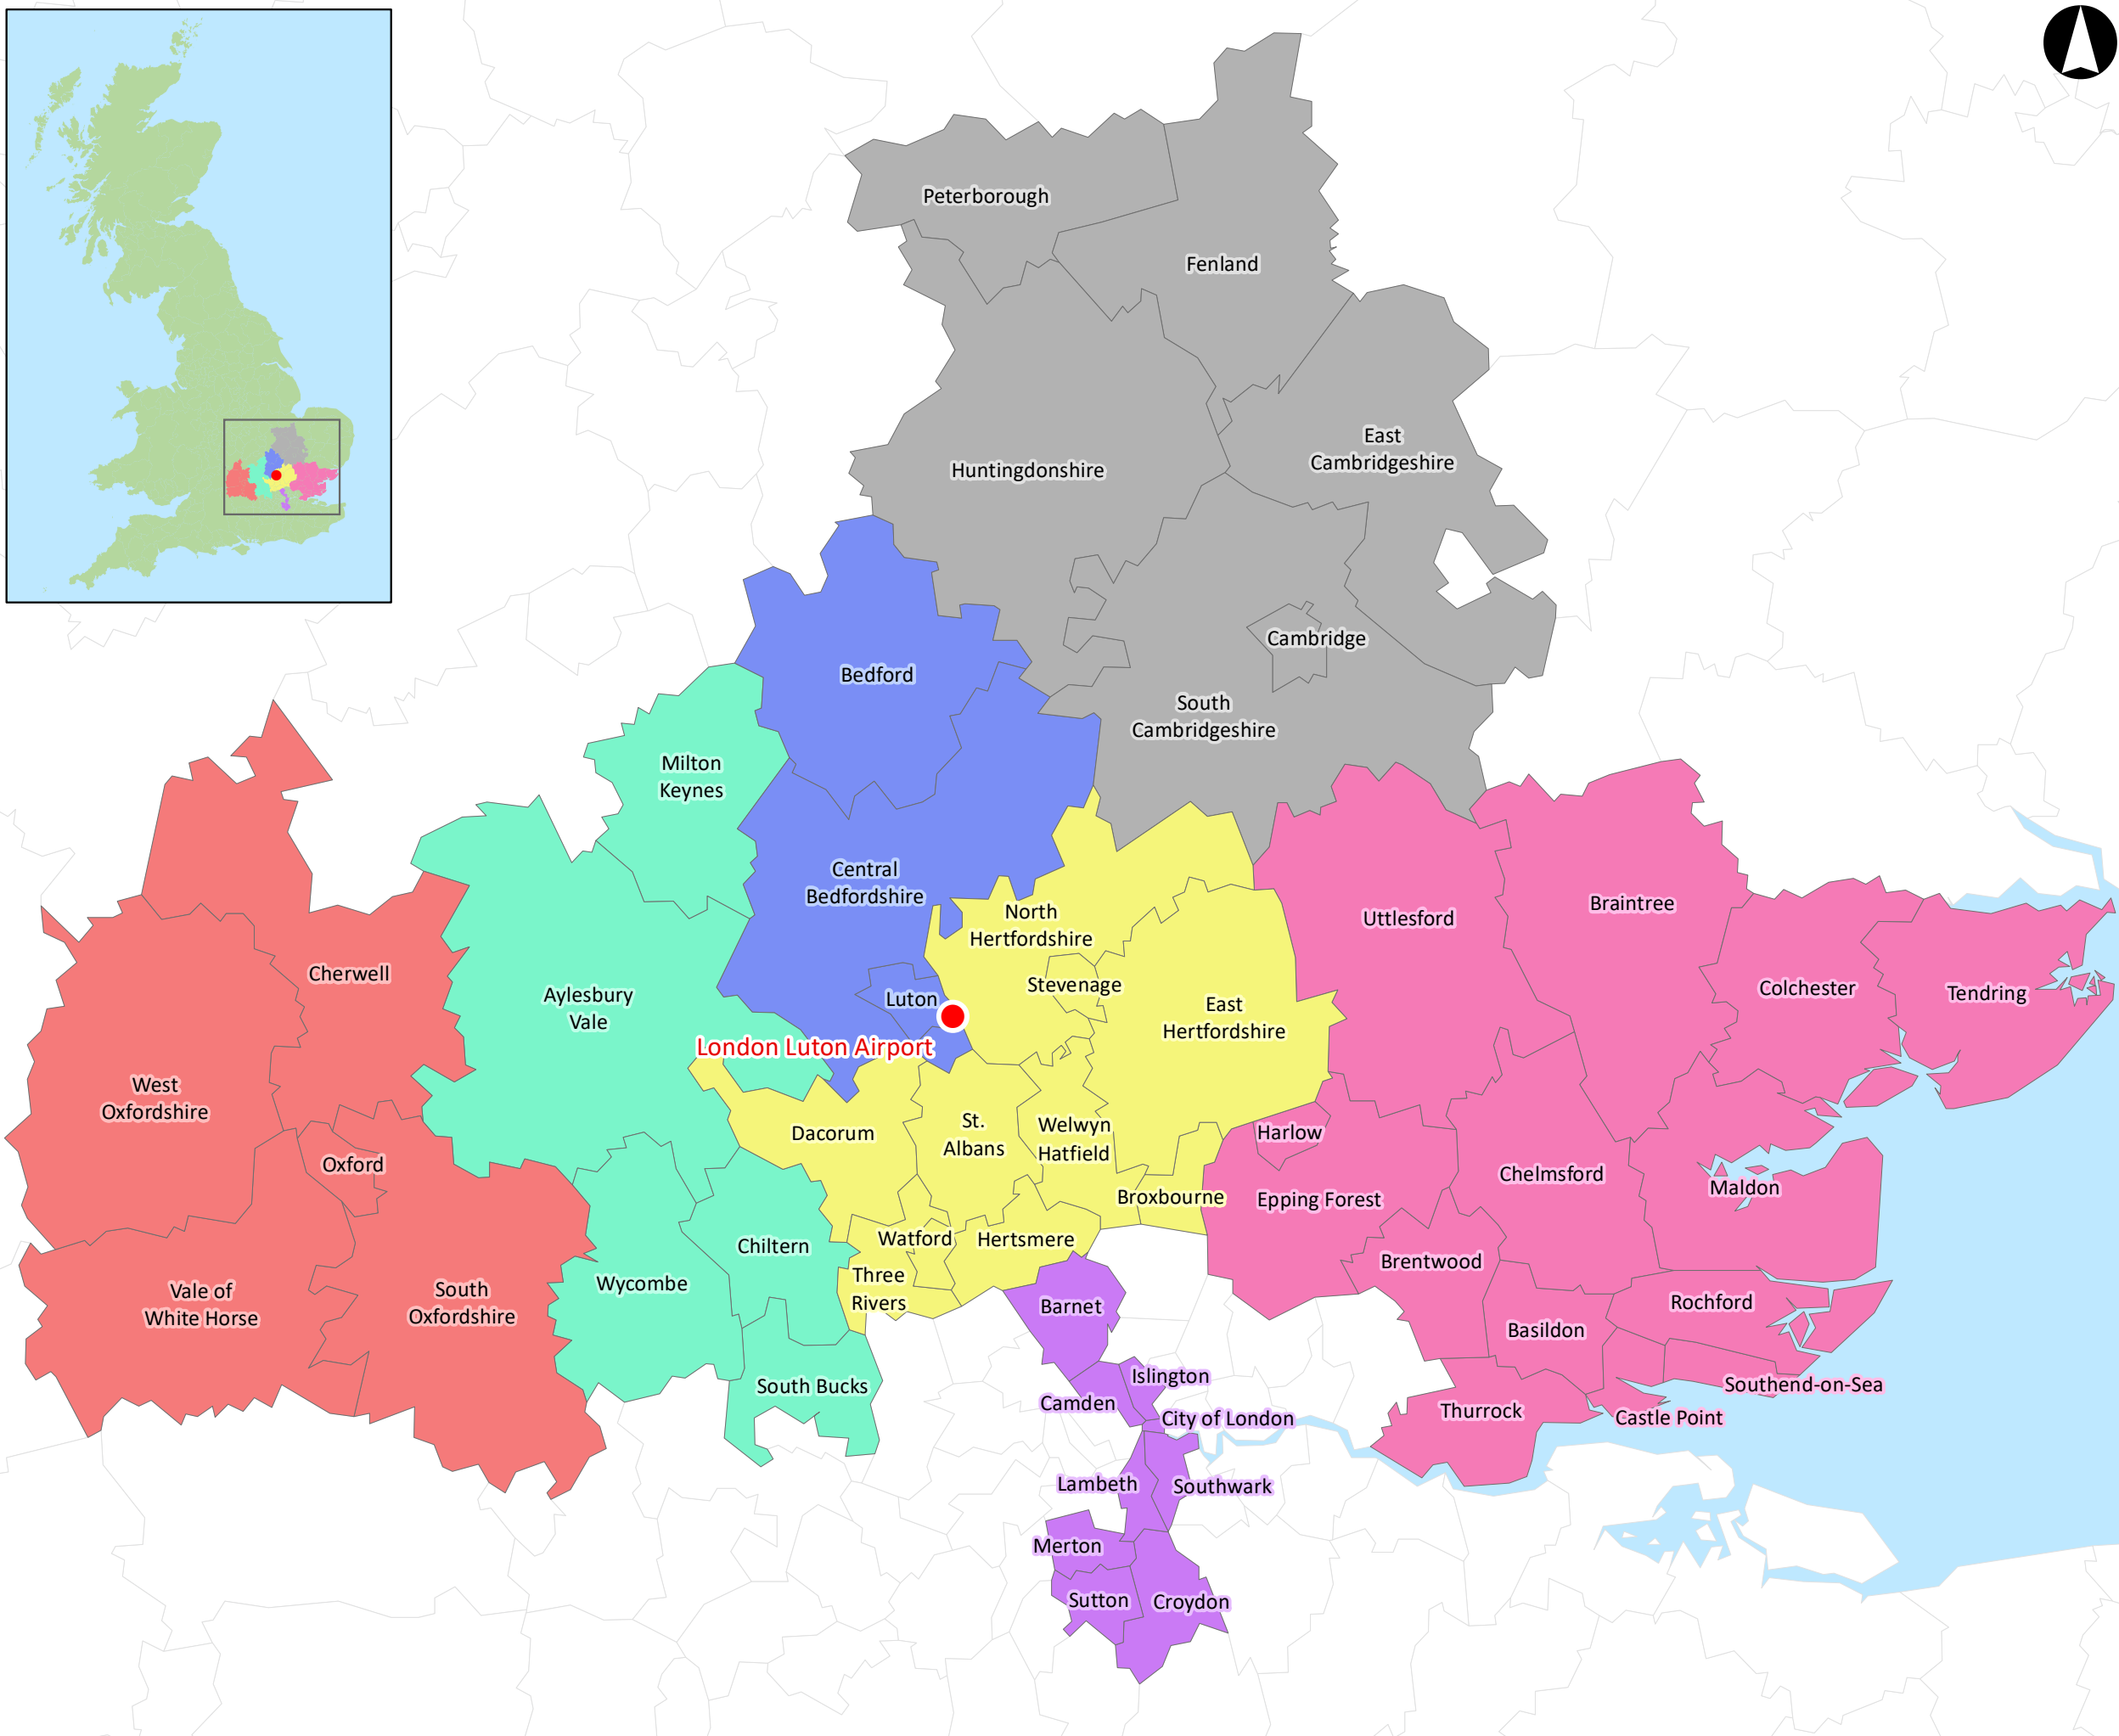 Peterborough
Fenland
East
Cambridgeshire
Huntingdonshire
Cambridge
Bedford
South
Cambridgeshire
Milton
Keynes
Central
Bedfordshire
Braintree
North
Hertfordshire
Uttlesford
Cherwell
Stevenage
Colchester
Tendring
Aylesbury
Vale
Luton
East
Hertfordshire
London Luton Airport
West
Oxfordshire
Dacorum
St.
Albans
Welwyn
Hatfield
Harlow
Oxford
Chelmsford
Maldon
Broxbourne
Epping Forest
Watford
Hertsmere
Chiltern
Brentwood
Wycombe
Three
Rivers
Vale of
White Horse
South
Oxfordshire
Barnet
Rochford
Basildon
Islington
South Bucks
Southend-on-Sea
Camden
City of London
Thurrock
Castle Point
Lambeth
Southwark
Merton
Sutton
Croydon